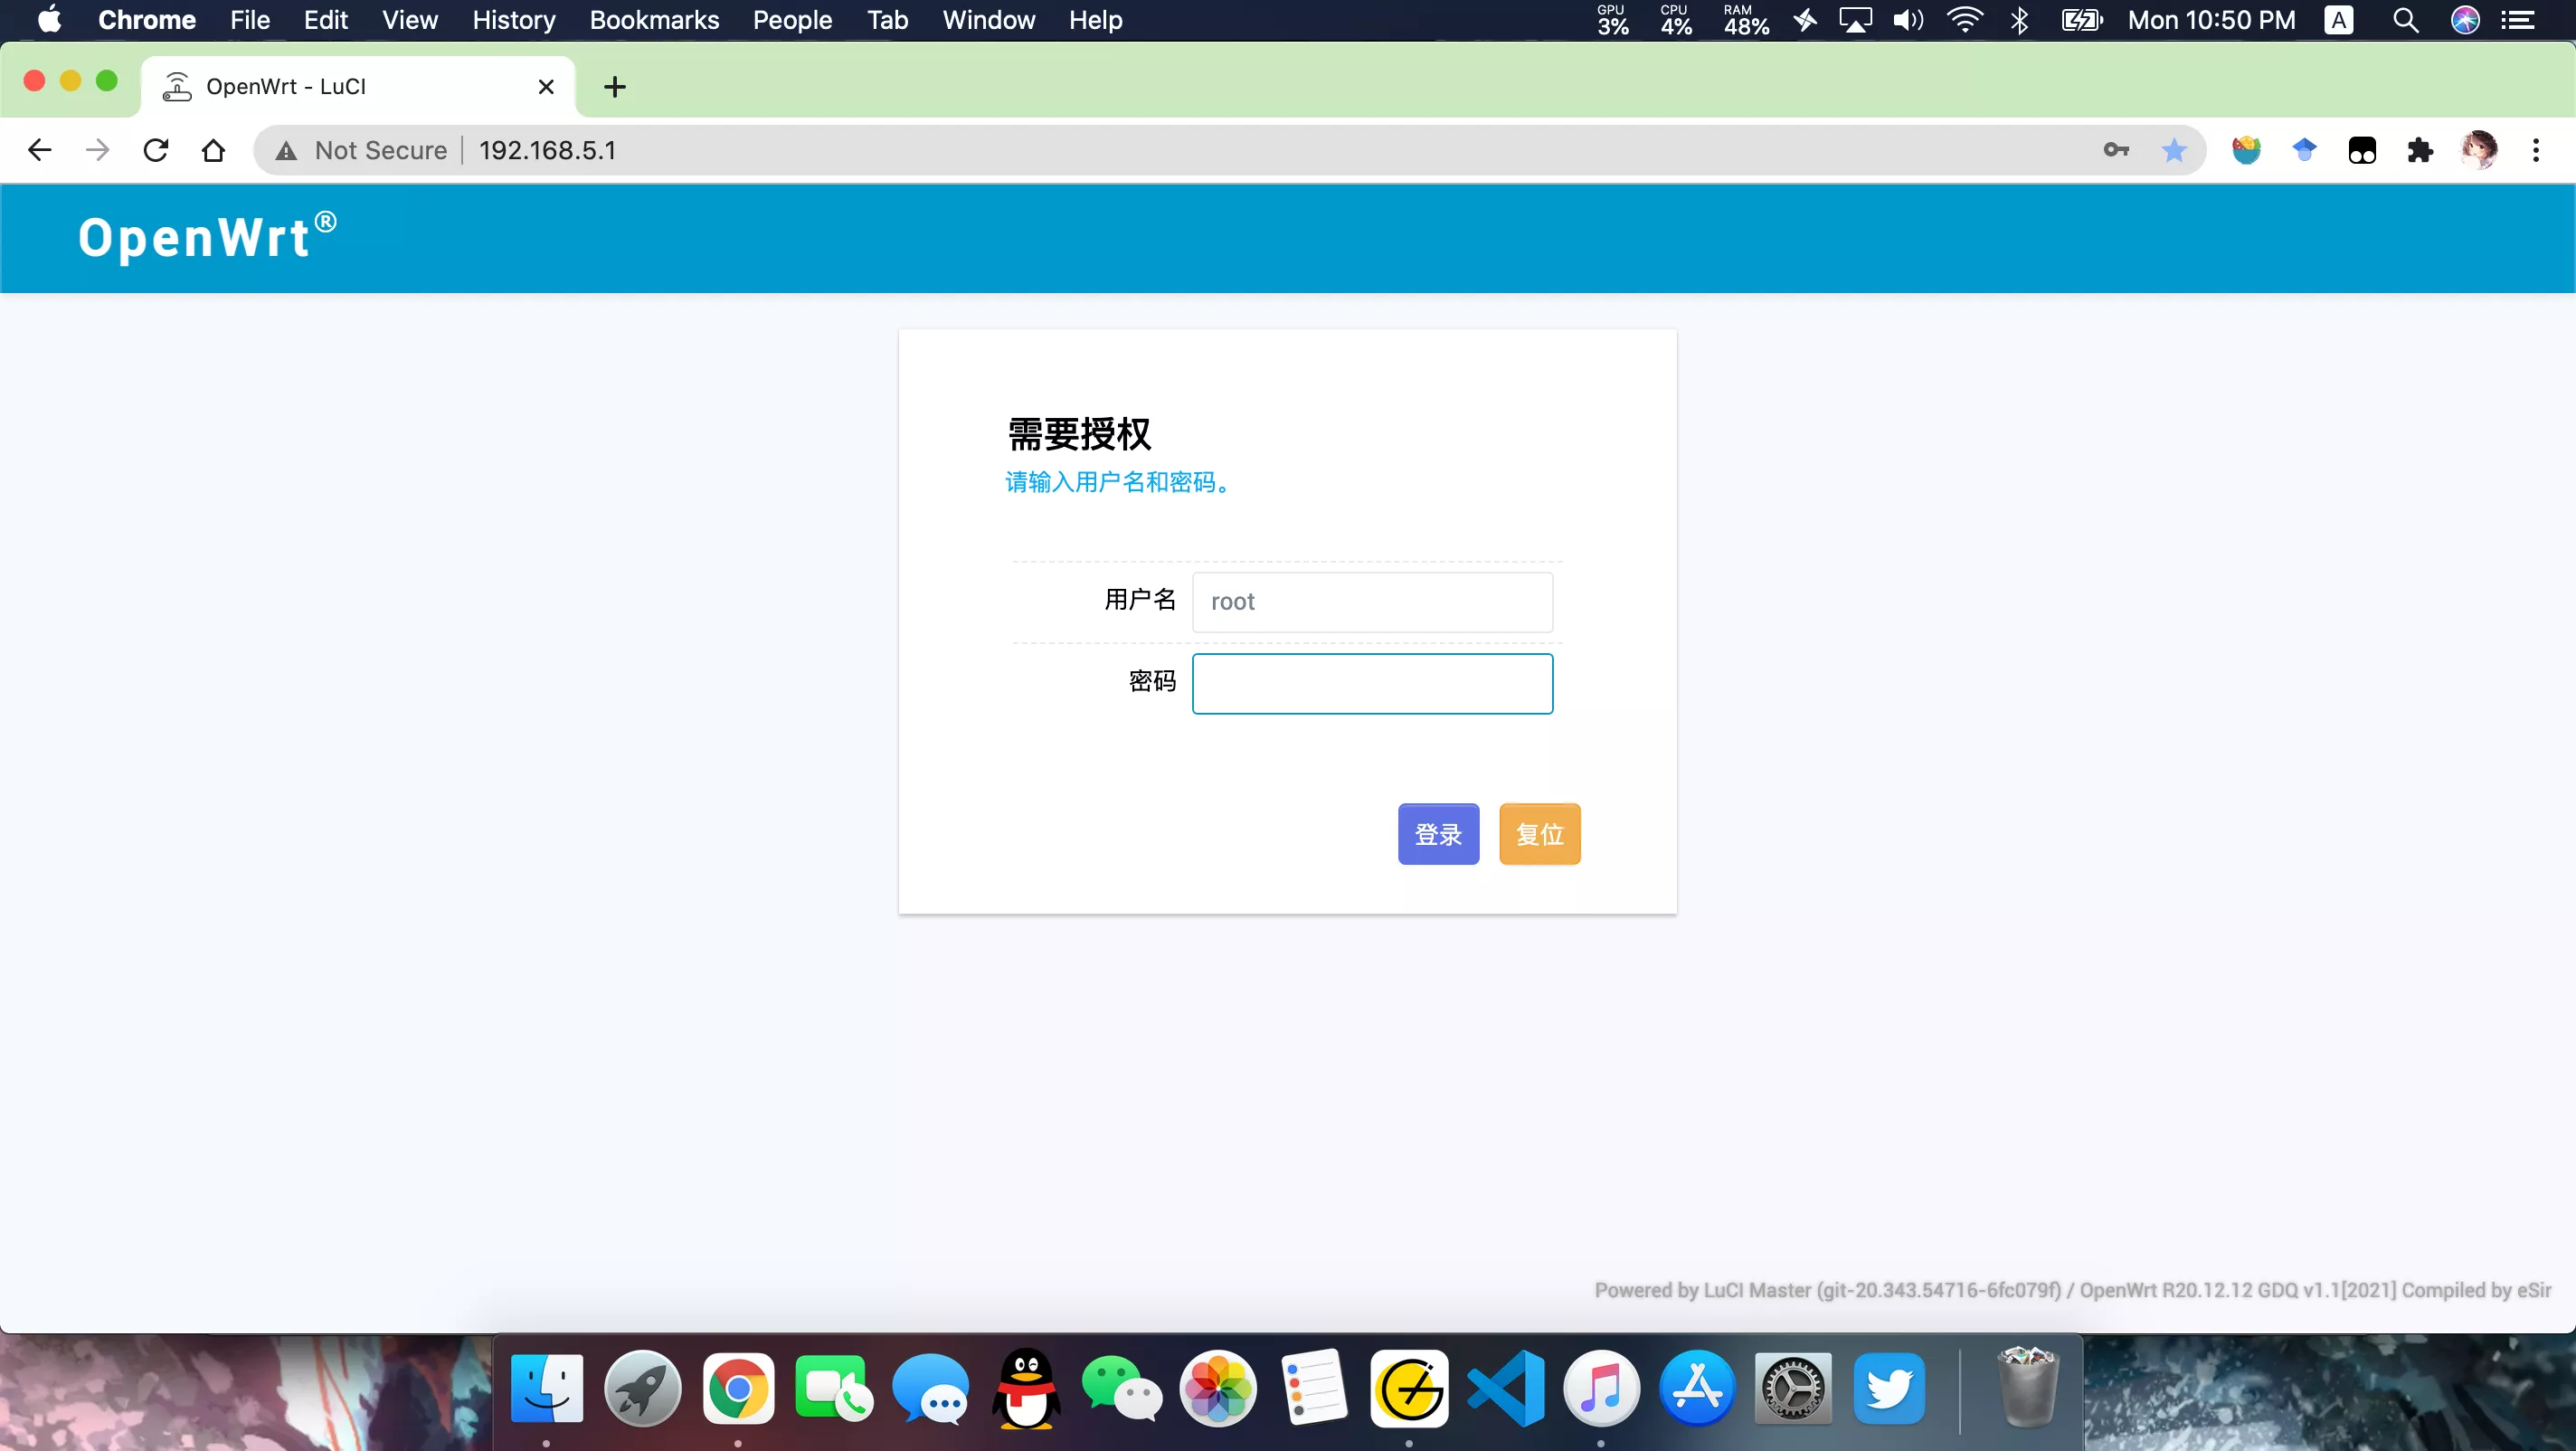 Chrome File Edit View History Bookmarks People Tab Window Help GPU 3% CPU 4% RAM 48% Mon 10:50 PM A
OpenWrt - LuCI
Not Secure 192.168.5.1
OpenWrt®
需要授权
请输入用户名和密码。
用户名 root
密码
登录 复位
Powered by LuCI Master (git-20.343.54716-6fc079f) / OpenWrt R20.12.12 GDQ v1.1[2021] Compiled by eSir